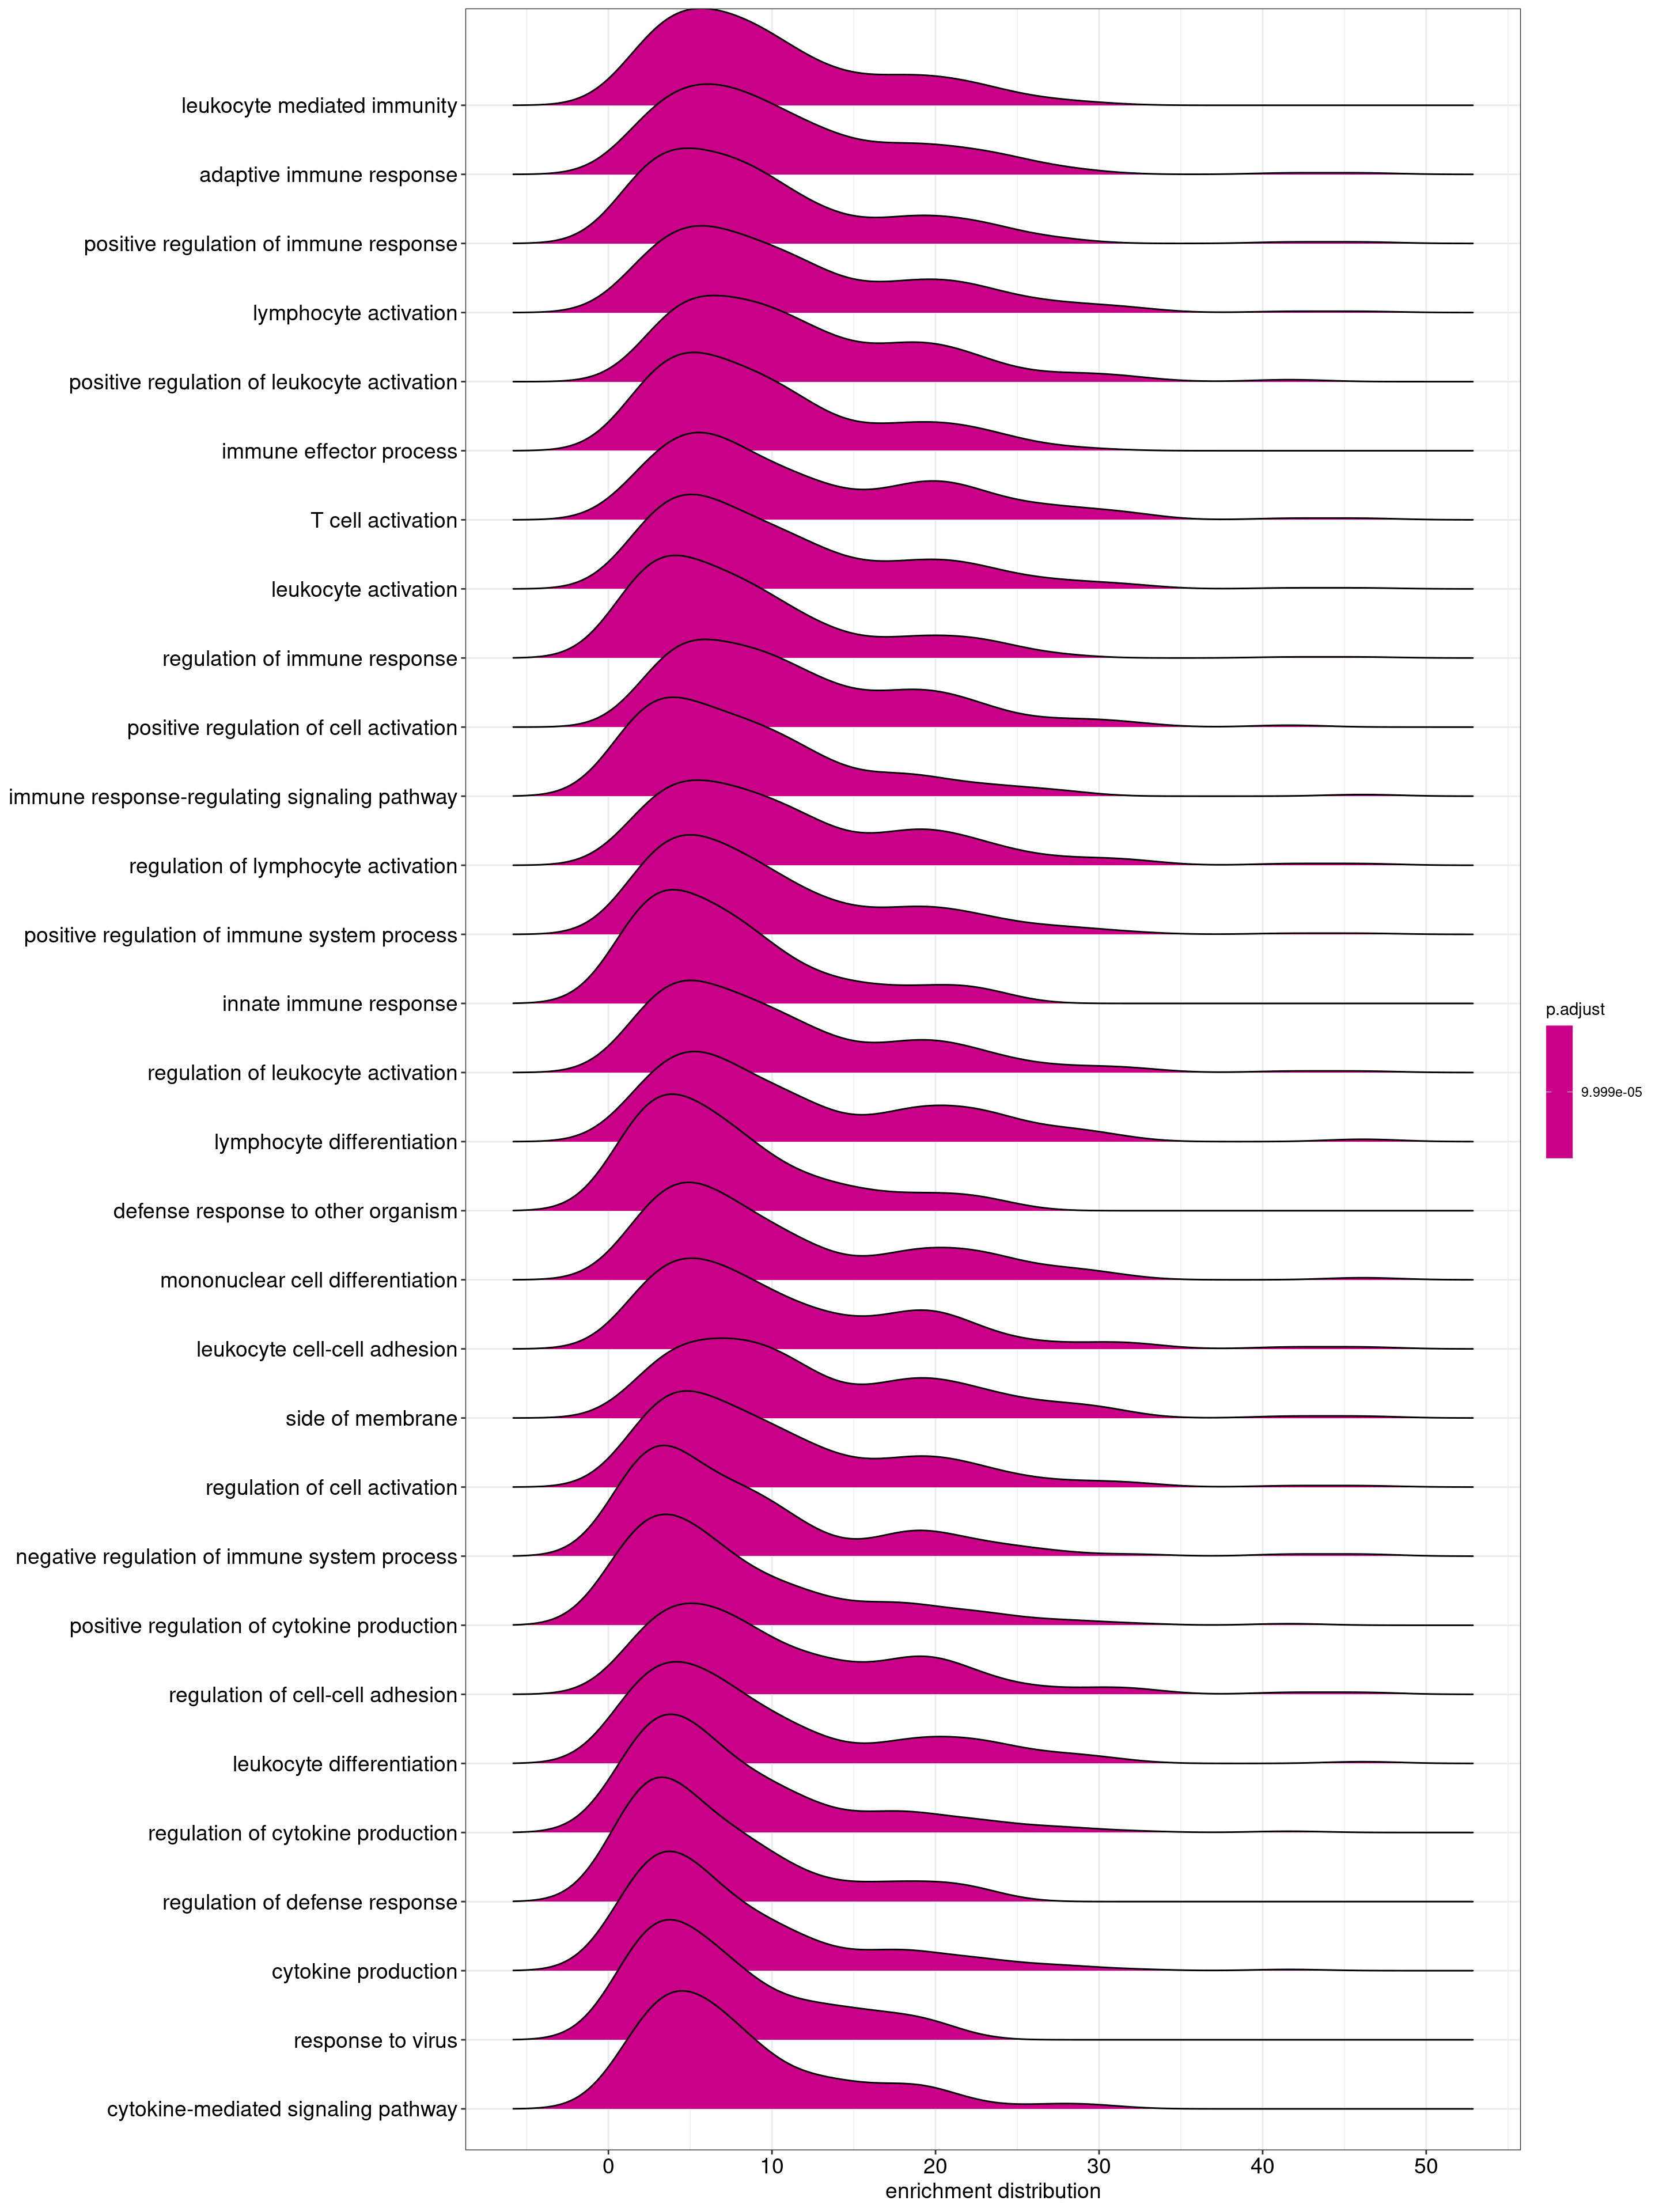 leukocyte mediated immunity
adaptive immune response
positive regulation of immune response
lymphocyte activation
positive regulation of leukocyte activation
immune effector process
T cell activation
leukocyte activation
regulation of immune response
positive regulation of cell activation
immune response-regulating signaling pathway
regulation of lymphocyte activation
positive regulation of immune system process
innate immune response
regulation of leukocyte activation
lymphocyte differentiation
defense response to other organism
mononuclear cell differentiation
leukocyte cell-cell adhesion
side of membrane
regulation of cell activation
negative regulation of immune system process
positive regulation of cytokine production
regulation of cell-cell adhesion
leukocyte differentiation
regulation of cytokine production
regulation of defense response
cytokine production
response to virus
cytokine-mediated signaling pathway
0 10 20 30 40 50
enrichment distribution
p.adjust
9.999e-05